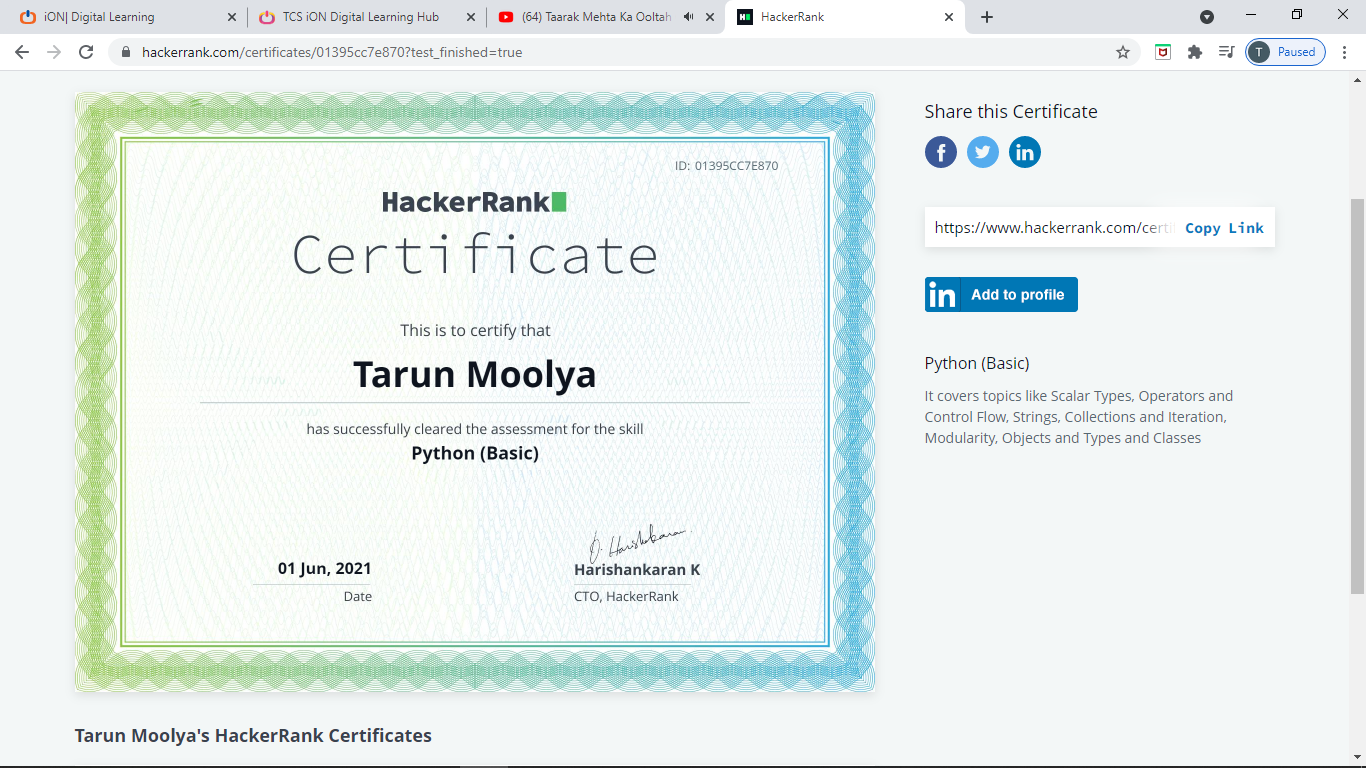 iON| Digital Learning
TCS iON Digital Learning Hub
(64) Taarak Mehta Ka Ooltah
HackerRank
hackerrank.com/certificates/01395cc7e870?test_finished=true
T Paused
ID: 01395CC7E870
HackerRank
Certificate
This is to certify that
Tarun Moolya
has successfully cleared the assessment for the skill
Python (Basic)
01 Jun, 2021
Date
Harishankaran K
CTO, HackerRank
Share this Certificate
https://www.hackerrank.com/certi Copy Link
in Add to profile
Python (Basic)
It covers topics like Scalar Types, Operators and
Control Flow, Strings, Collections and Iteration,
Modularity, Objects and Types and Classes
Tarun Moolya's HackerRank Certificates